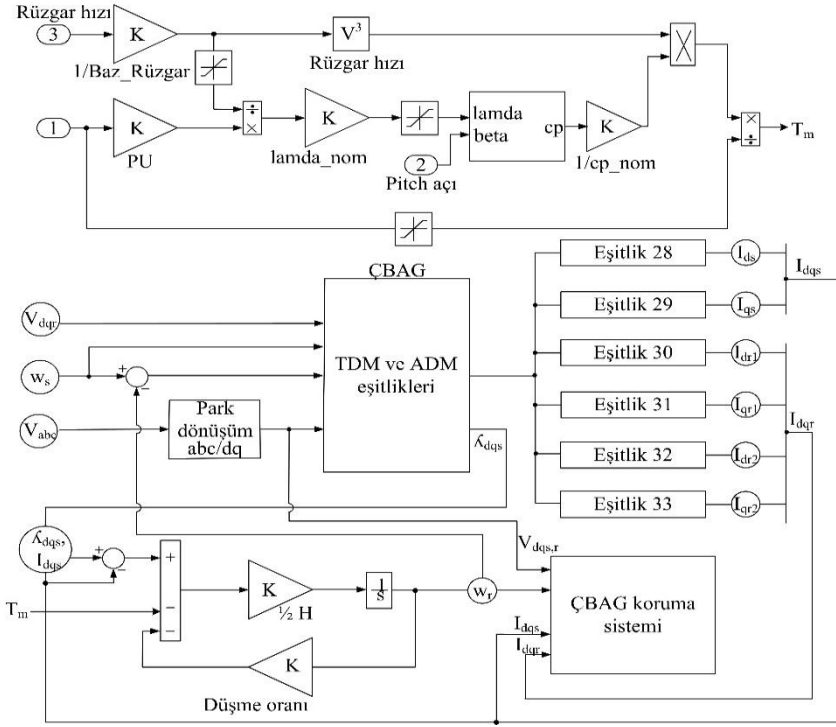 Rüzgar hızı
3
K
1/Baz_Rüzgar
V³
Rüzgar hızı
1
K
PU
÷
×
K
lamda_nom
lamda
beta
cp
2
Pitch açı
K
1/cp_nom
×
÷
Tm
ÇBAG
Vdqr
ws
+
−
Vabc
Park
dönüşüm
abc/dq
TDM vc ADM
eşitlikleri
ʎdqs
Eşitlik 28
Ids
Eşitlik 29
Iqs
Idqs
Eşitlik 30
Idr1
Eşitlik 31
Iqr1
Idqr
Eşitlik 32
Idr2
Eşitlik 33
Iqr2
ʎdqs,
Idqs
+
−
Tm
+
−
−
K
½ H
1
s
wr
K
Düşme oranı
Vdqs,r
Idqs
Idqr
ÇBAG koruma
sistemi